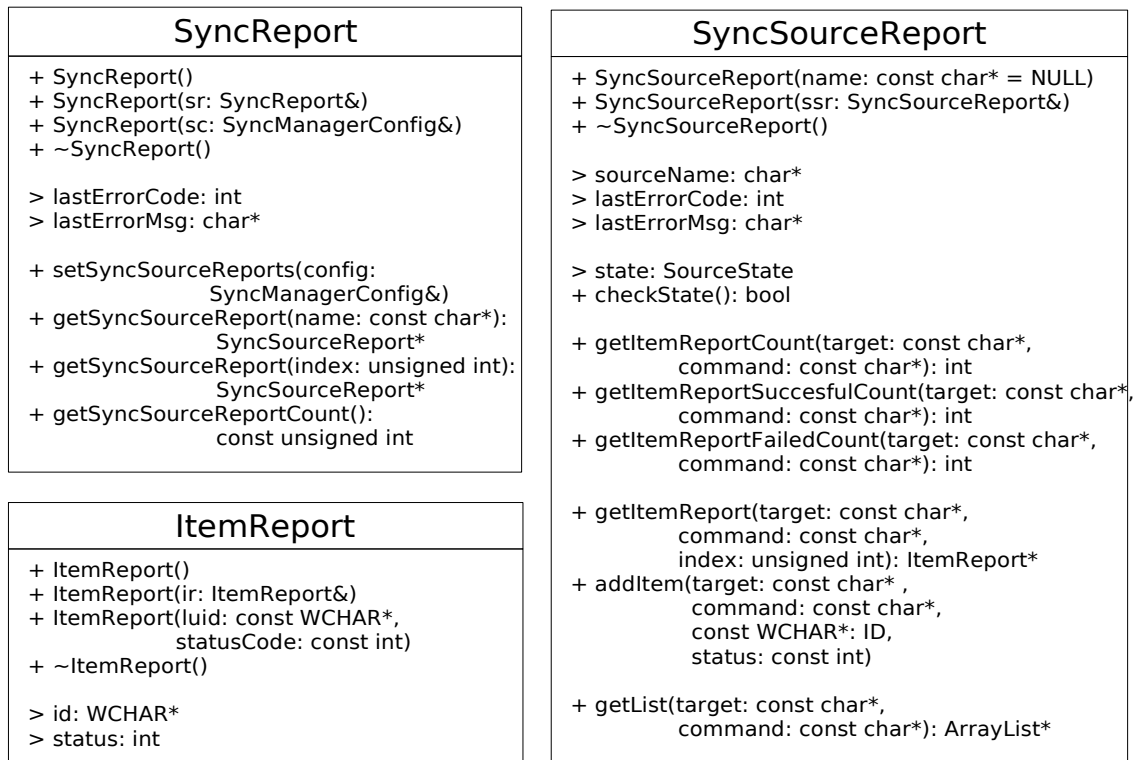 SyncReport
+ SyncReport()
+ SyncReport(sr: SyncReport&)
+ SyncReport(sc: SyncManagerConfig&)
+ ~SyncReport()
> lastErrorCode: int
> lastErrorMsg: char*
+ setSyncSourceReports(config:
SyncManagerConfig&)
+ getSyncSourceReport(name: const char*):
SyncSourceReport*
+ getSyncSourceReport(index: unsigned int):
SyncSourceReport*
+ getSyncSourceReportCount():
const unsigned int
ItemReport
+ ItemReport()
+ ItemReport(ir: ItemReport&)
+ ItemReport(luid: const WCHAR*,
statusCode: const int)
+ ~ItemReport()
> id: WCHAR*
> status: int
SyncSourceReport
+ SyncSourceReport(name: const char* = NULL)
+ SyncSourceReport(ssr: SyncSourceReport&)
+ ~SyncSourceReport()
> sourceName: char*
> lastErrorCode: int
> lastErrorMsg: char*
> state: SourceState
+ checkState(): bool
+ getItemReportCount(target: const char*,
command: const char*): int
+ getItemReportSuccesfulCount(target: const char*,
command: const char*): int
+ getItemReportFailedCount(target: const char*,
command: const char*): int
+ getItemReport(target: const char*,
command: const char*,
index: unsigned int): ItemReport*
+ addItem(target: const char* ,
command: const char*,
const WCHAR*: ID,
status: const int)
+ getList(target: const char*,
command: const char*): ArrayList*